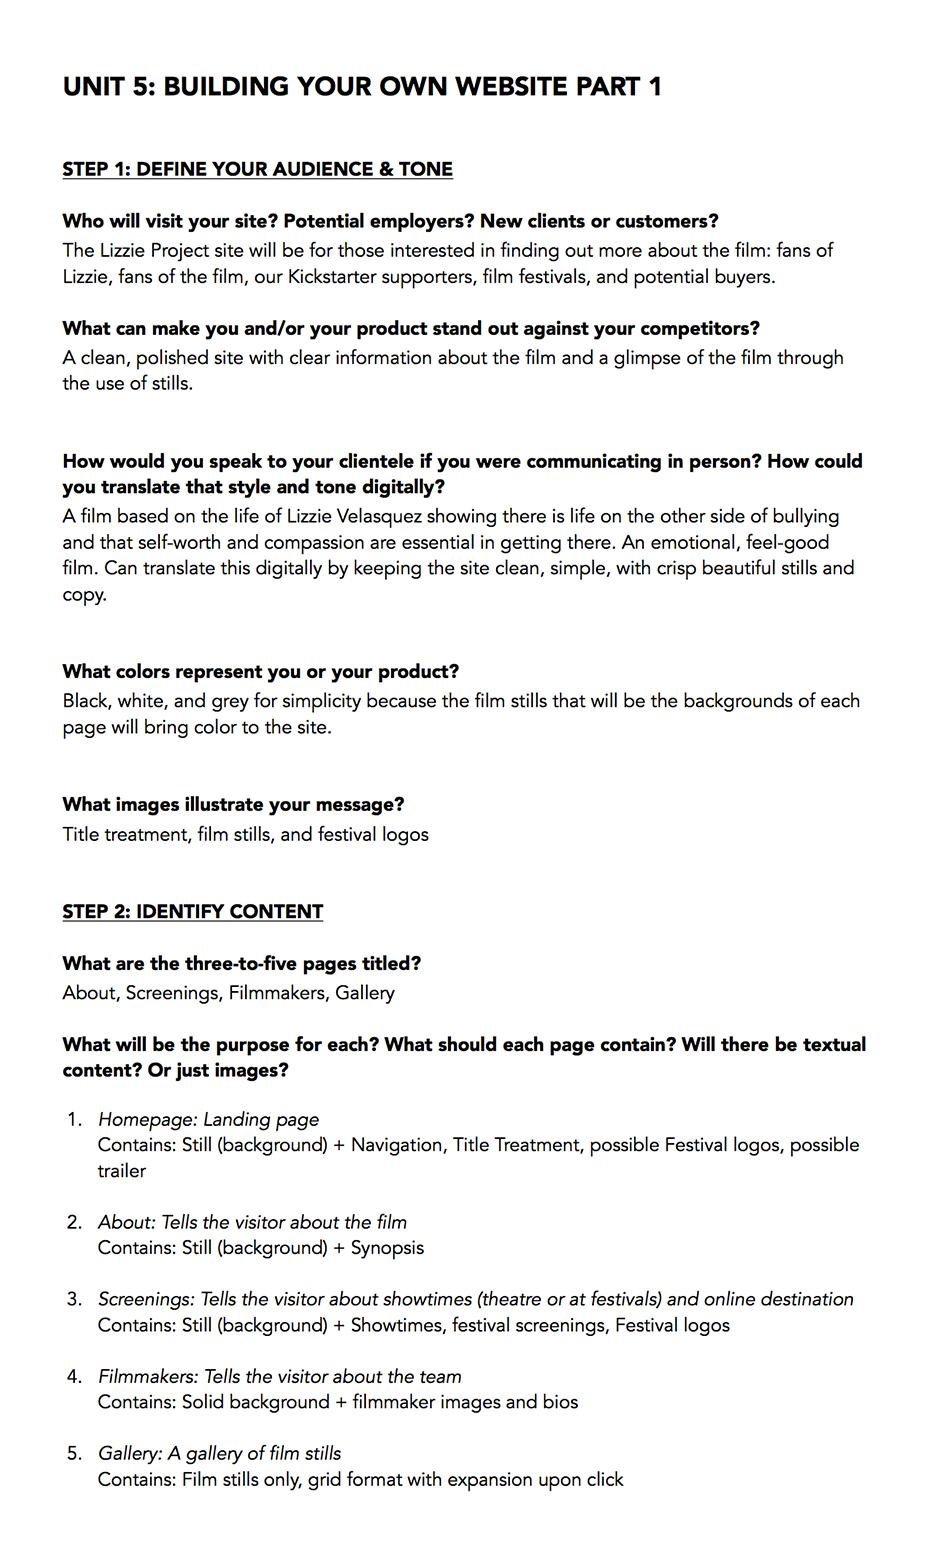 UNIT 5: BUILDING YOUR OWN WEBSITE PART 1
STEP 1: DEFINE YOUR AUDIENCE & TONE
Who will visit your site? Potential employers? New clients or customers?
The Lizzie Project site will be for those interested in finding out more about the film: fans of
Lizzie, fans of the film, our Kickstarter supporters, film festivals, and potential buyers.
What can make you and/or your product stand out against your competitors?
A clean, polished site with clear information about the film and a glimpse of the film through
the use of stills.
How would you speak to your clientele if you were communicating in person? How could
you translate that style and tone digitally?
A film based on the life of Lizzie Velasquez showing there is life on the other side of bullying
and that self-worth and compassion are essential in getting there. An emotional, feel-good
film. Can translate this digitally by keeping the site clean, simple, with crisp beautiful stills and
copy.
What colors represent you or your product?
Black, white, and grey for simplicity because the film stills that will be the backgrounds of each
page will bring color to the site.
What images illustrate your message?
Title treatment, film stills, and festival logos
STEP 2: IDENTIFY CONTENT
What are the three-to-five pages titled?
About, Screenings, Filmmakers, Gallery
What will be the purpose for each? What should each page contain? Will there be textual
content? Or just images?
1. Homepage: Landing page
Contains: Still (background) + Navigation, Title Treatment, possible Festival logos, possible
trailer
2. About: Tells the visitor about the film
Contains: Still (background) + Synopsis
3. Screenings: Tells the visitor about showtimes (theatre or at festivals) and online destination
Contains: Still (background) + Showtimes, festival screenings, Festival logos
4. Filmmakers: Tells the visitor about the team
Contains: Solid background + filmmaker images and bios
5. Gallery: A gallery of film stills
Contains: Film stills only, grid format with expansion upon click